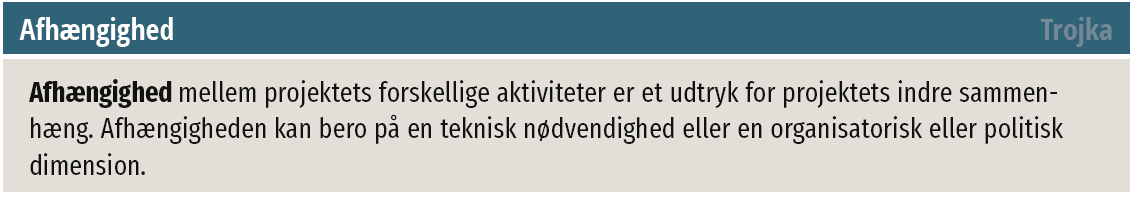 Afhængighed Trojka
Afhængighed mellem projektets forskellige aktiviteter er et udtryk for projektets indre sammen-
hæng. Afhængigheden kan bero på en teknisk nødvendighed eller en organisatorisk eller politisk
dimension.